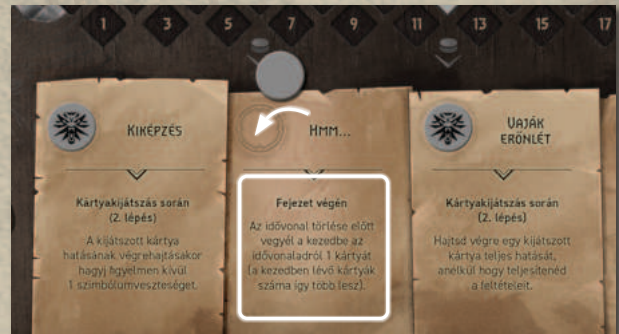 1 3 5 7 9 11 13 15 17
KIKÉPZÉS
Kártyakijátszás során
(2. lépés)
A kijátszott kártya
hatásának végrehajtásakor
hagyj figyelmen kívül
1 szimbólumveszteséget.
HMM...
Fejezet végén
Az idővonal törlése előtt
vegyél a kezedbe az
idővonaladról 1 kártyát
(a kezedben lévő kártyák
száma így több lesz).
VAJÁK
ERŐNLÉT
Kártyakijátszás során
(2. lépés)
Hajtsd végre egy kijátszott
kártya teljes hatását,
anélkül hogy teljesítenéd
a feltételeit.